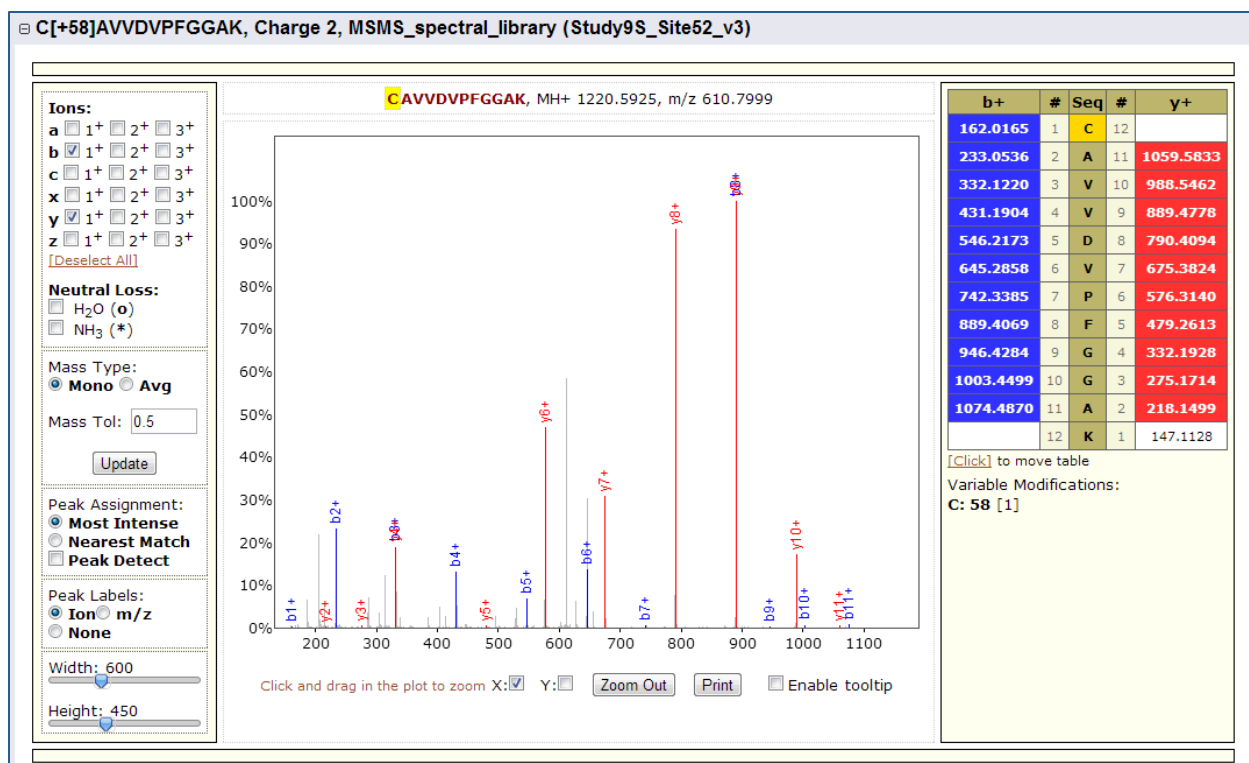 C[+58]AVVDVPFGGAK, Charge 2, MSMS_spectral_library (Study9S_Site52_v3)
Ions:
a 1+ 2+ 3+
b 1+ 2+ 3+
c 1+ 2+ 3+
x 1+ 2+ 3+
y 1+ 2+ 3+
z 1+ 2+ 3+
[Deselect All]
Neutral Loss:
H2O (o)
NH3 (*)
Mass Type:
Mono Avg
Mass Tol: 0.5
Update
Peak Assignment:
Most Intense
Nearest Match
Peak Detect
Peak Labels:
Ion m/z
None
Width: 600
Height: 450
CAVVDVPFGGAK, MH+ 1220.5925, m/z 610.7999
100%
90%
80%
70%
60%
50%
40%
30%
20%
10%
0%
b1+
y2+
b2+
y3+
b4+
y5+
b5+
y6+
b6+
y7+
b7+
y8+
b9+
y10+
b10+
y11+
b11+
200 300 400 500 600 700 800 900 1000 1100
Click and drag in the plot to zoom X: Y: Zoom Out Print Enable tooltip
b+ # Seq # y+
162.0165 1 C 12
233.0536 2 A 11 1059.5833
332.1220 3 V 10 988.5462
431.1904 4 V 9 889.4778
546.2173 5 D 8 790.4094
645.2858 6 V 7 675.3824
742.3385 7 P 6 576.3140
889.4069 8 F 5 479.2613
946.4284 9 G 4 332.1928
1003.4499 10 G 3 275.1714
1074.4870 11 A 2 218.1499
12 K 1 147.1128
[Click] to move table
Variable Modifications:
C: 58 [1]